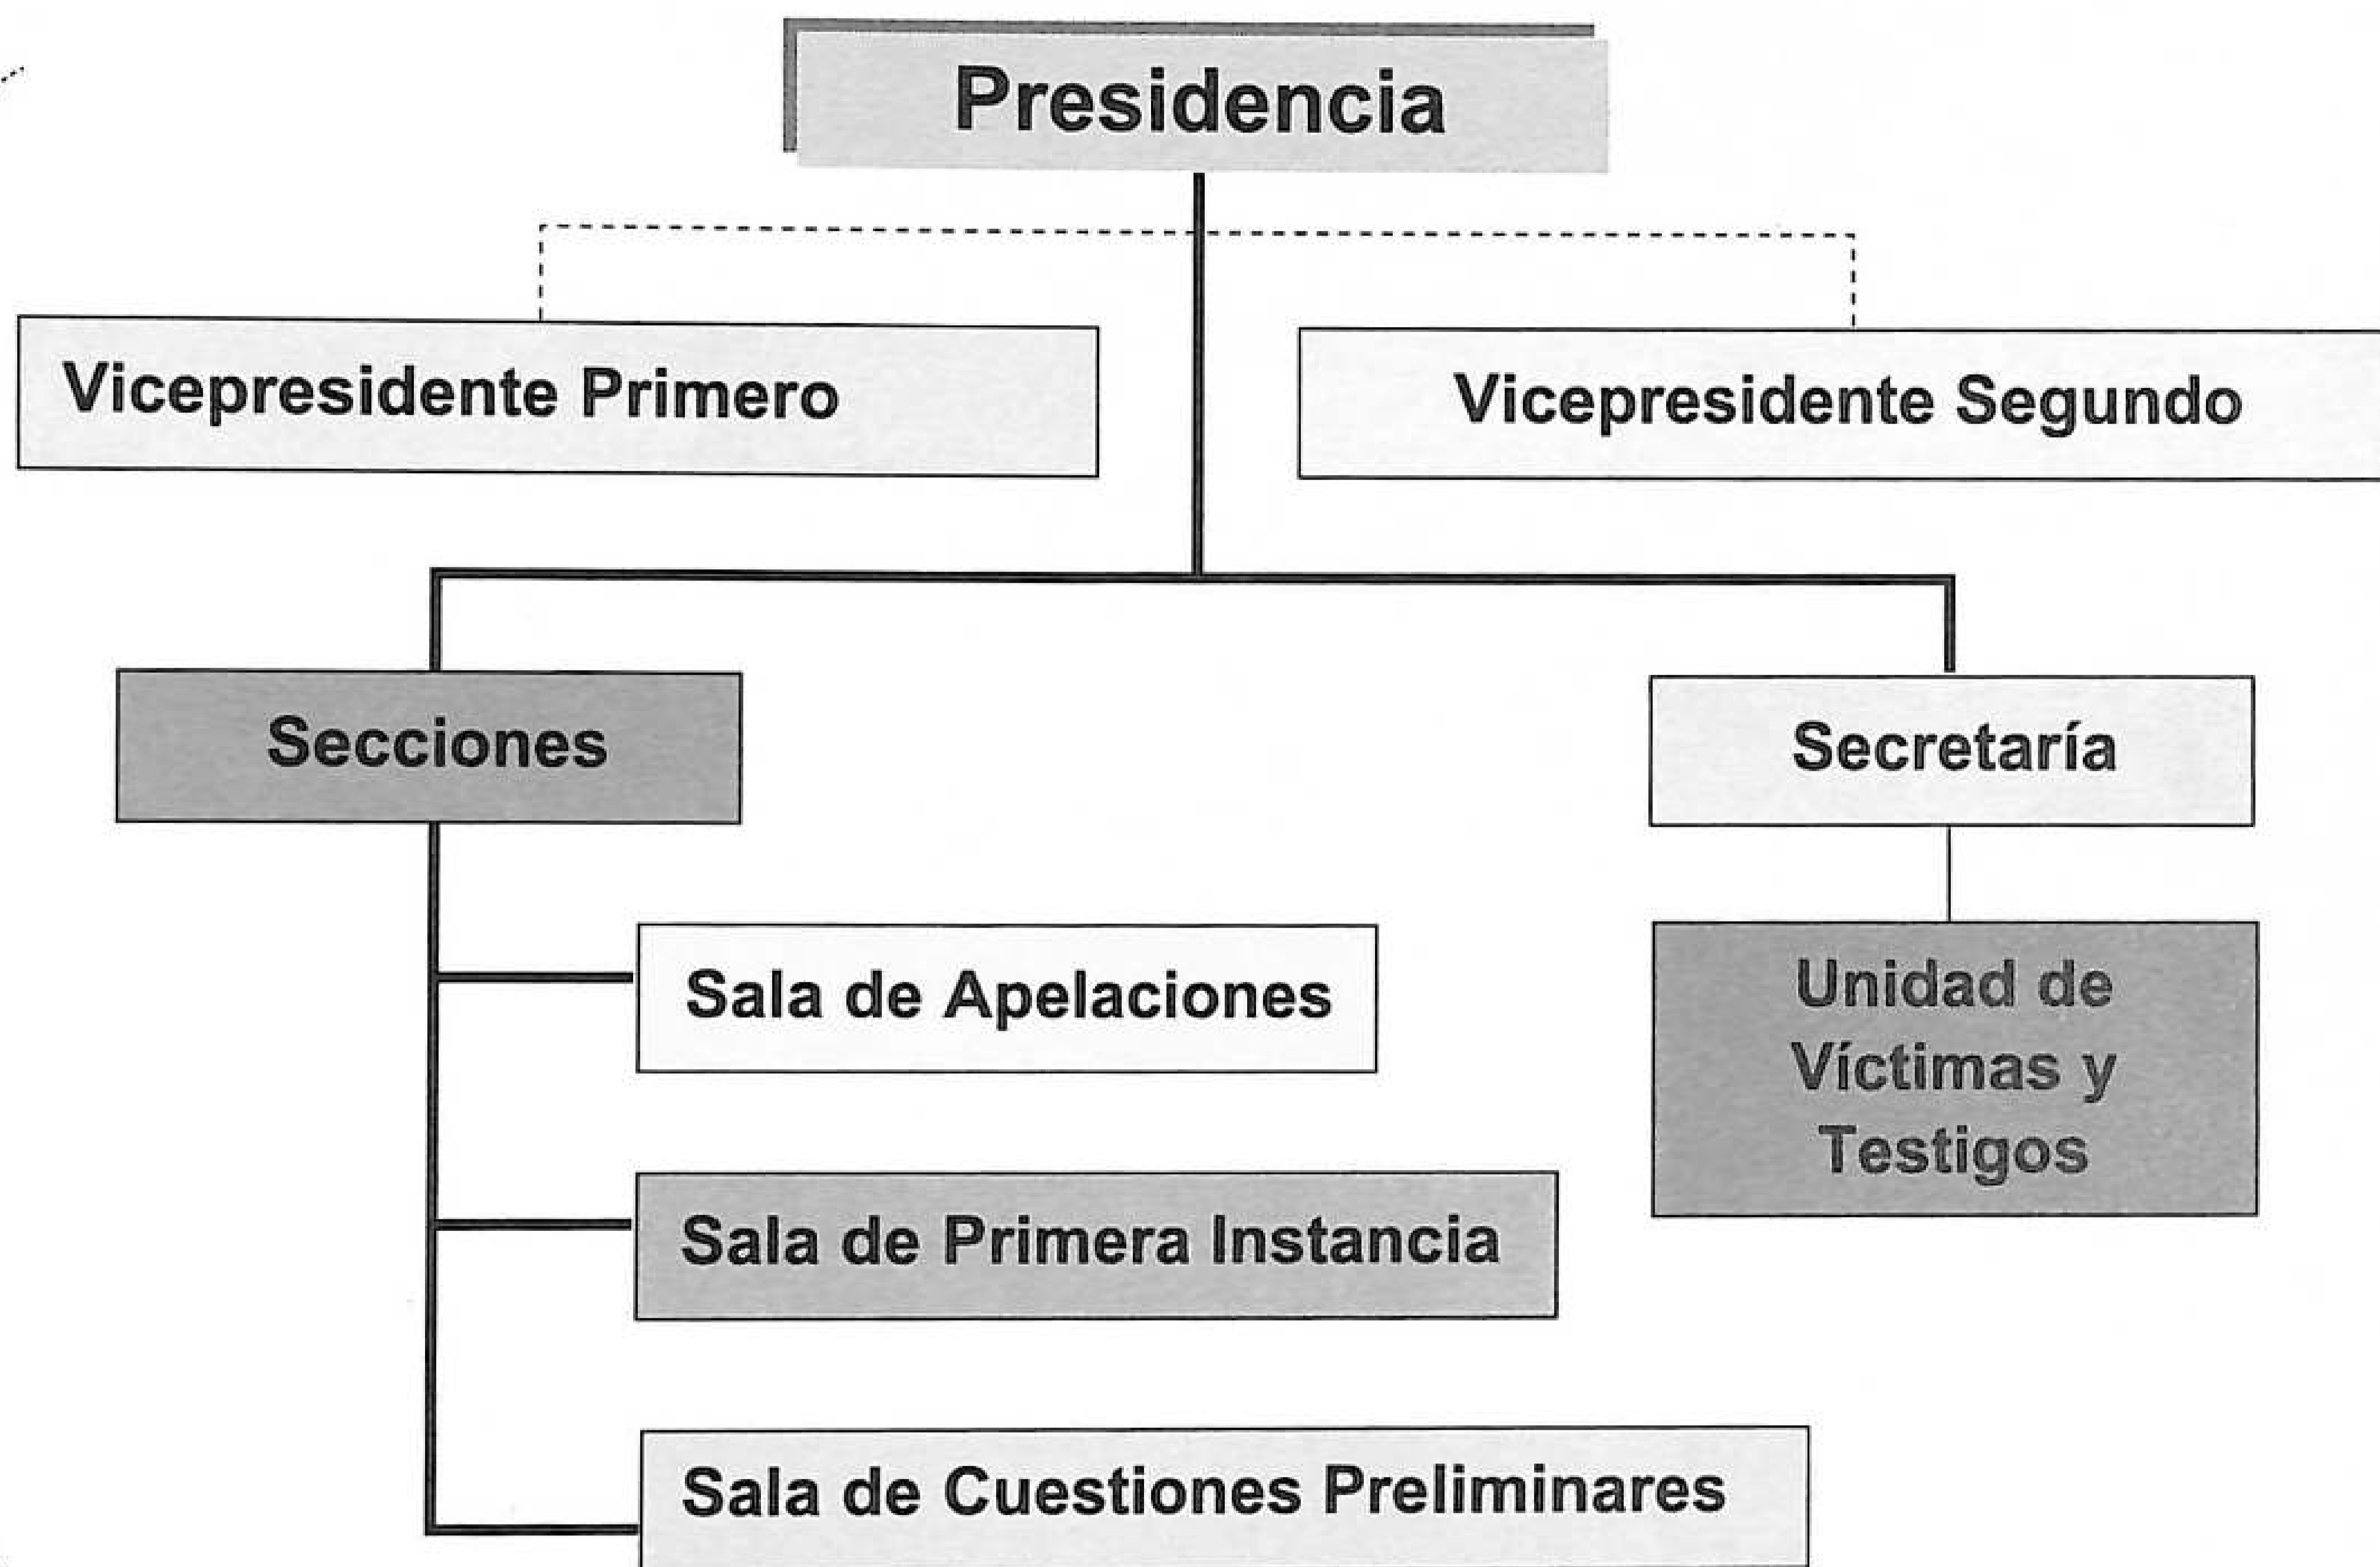 Presidencia
Vicepresidente Primero
Vicepresidente Segundo
Secciones
Secretaría
Sala de Apelaciones
Unidad de
Víctimas y
Testigos
Sala de Primera Instancia
Sala de Cuestiones Preliminares